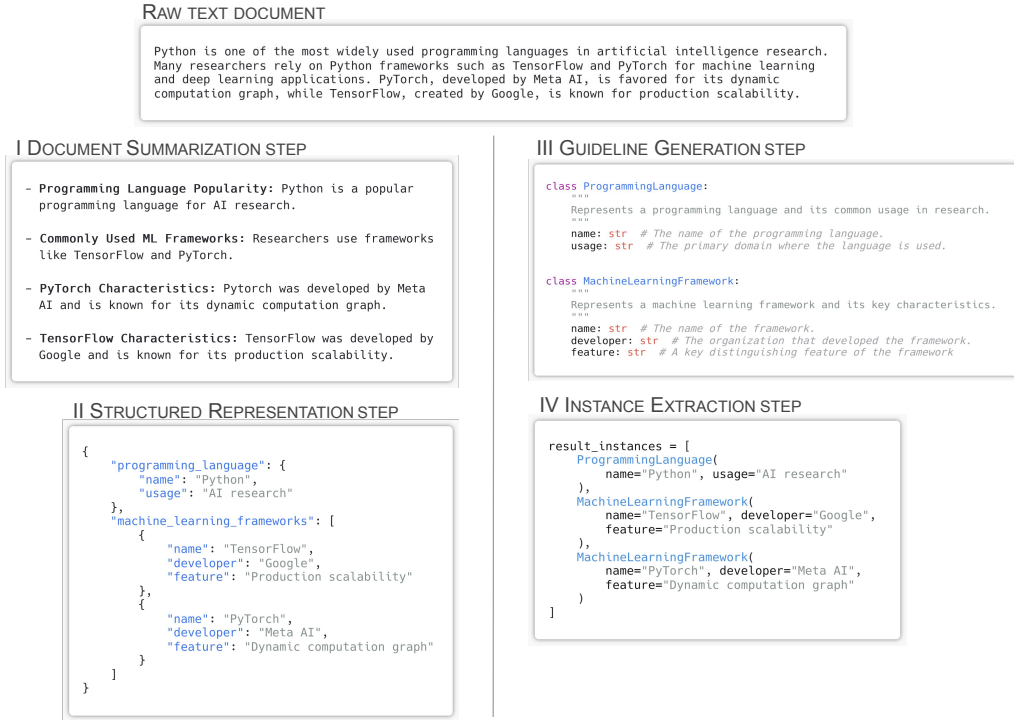 RAW TEXT DOCUMENT
Python is one of the most widely used programming languages in artificial intelligence research.
Many researchers rely on Python frameworks such as TensorFlow and PyTorch for machine learning
and deep learning applications. PyTorch, developed by Meta AI, is favored for its dynamic
computation graph, while TensorFlow, created by Google, is known for production scalability.
I DOCUMENT SUMMARIZATION STEP
- Programming Language Popularity: Python is a popular
programming language for AI research.
- Commonly Used ML Frameworks: Researchers use frameworks
like TensorFlow and PyTorch.
- PyTorch Characteristics: Pytorch was developed by Meta
AI and is known for its dynamic computation graph.
- TensorFlow Characteristics: TensorFlow was developed by
Google and is known for its production scalability.
II STRUCTURED REPRESENTATION STEP
{
    "programming_language": {
        "name": "Python",
        "usage": "AI research"
    },
    "machine_learning_frameworks": [
        {
            "name": "TensorFlow",
            "developer": "Google",
            "feature": "Production scalability"
        },
        {
            "name": "PyTorch",
            "developer": "Meta AI",
            "feature": "Dynamic computation graph"
        }
    ]
}
III GUIDELINE GENERATION STEP
class ProgrammingLanguage:
    """
    Represents a programming language and its common usage in research.
    """
    name: str  # The name of the programming language.
    usage: str  # The primary domain where the language is used.
class MachineLearningFramework:
    """
    Represents a machine learning framework and its key characteristics.
    """
    name: str  # The name of the framework.
    developer: str  # The organization that developed the framework.
    feature: str  # A key distinguishing feature of the framework
IV INSTANCE EXTRACTION STEP
result_instances = [
    ProgrammingLanguage(
        name="Python", usage="AI research"
    ),
    MachineLearningFramework(
        name="TensorFlow", developer="Google",
        feature="Production scalability"
    ),
    MachineLearningFramework(
        name="PyTorch", developer="Meta AI",
        feature="Dynamic computation graph"
    )
]